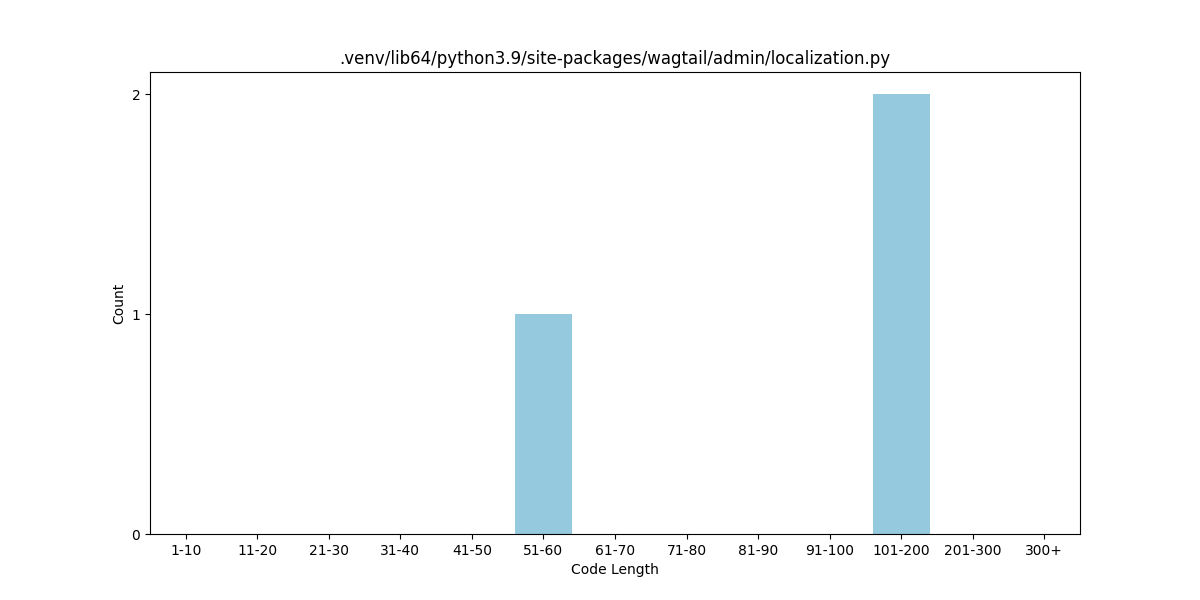 .venv/lib64/python3.9/site-packages/wagtail/admin/localization.py
2
1
0
Count
1-10 11-20 21-30 31-40 41-50 51-60 61-70 71-80 81-90 91-100 101-200 201-300 300+
Code Length